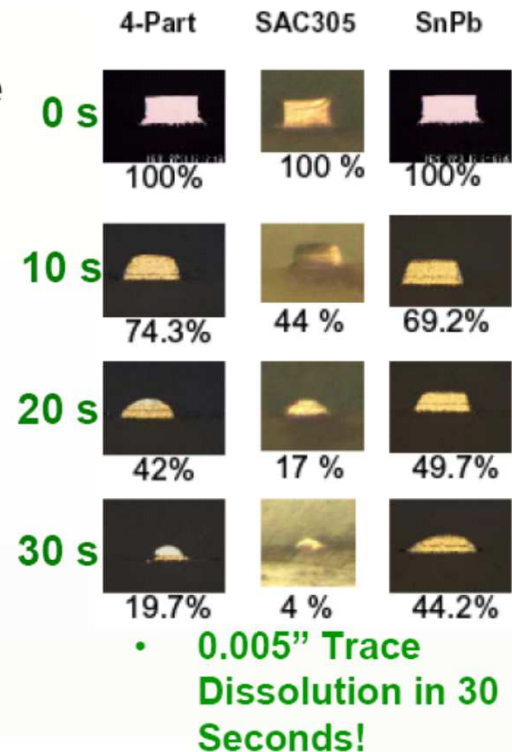 4-Part SAC305 SnPb
e
0 s
100% 100 % 100%
10 s
74.3% 44 % 69.2%
20 s
42% 17 % 49.7%
30 s
19.7% 4 % 44.2%
• 0.005” Trace
Dissolution in 30
Seconds!